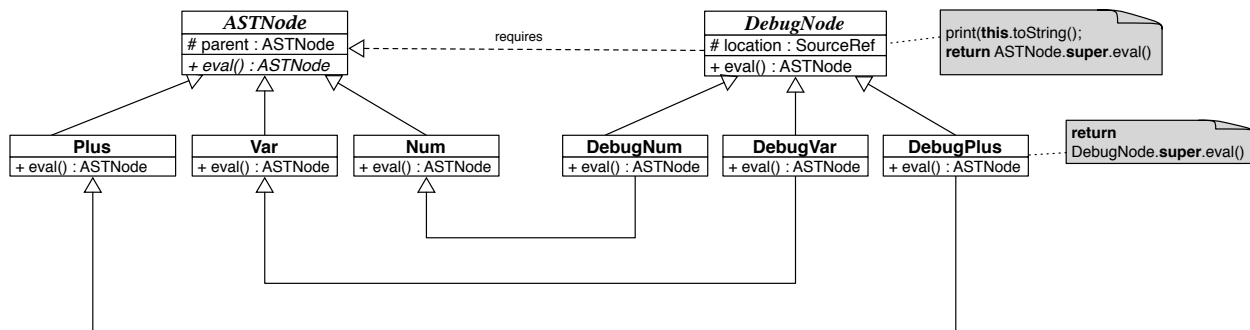 ASTNode
# parent : ASTNode
+ eval() : ASTNode
requires
DebugNode
# location : SourceRef
+ eval() : ASTNode
print(this.toString();
return ASTNode.super.eval()
Plus
+ eval() : ASTNode
Var
+ eval() : ASTNode
Num
+ eval() : ASTNode
DebugNum
+ eval() : ASTNode
DebugVar
+ eval() : ASTNode
DebugPlus
+ eval() : ASTNode
return
DebugNode.super.eval()